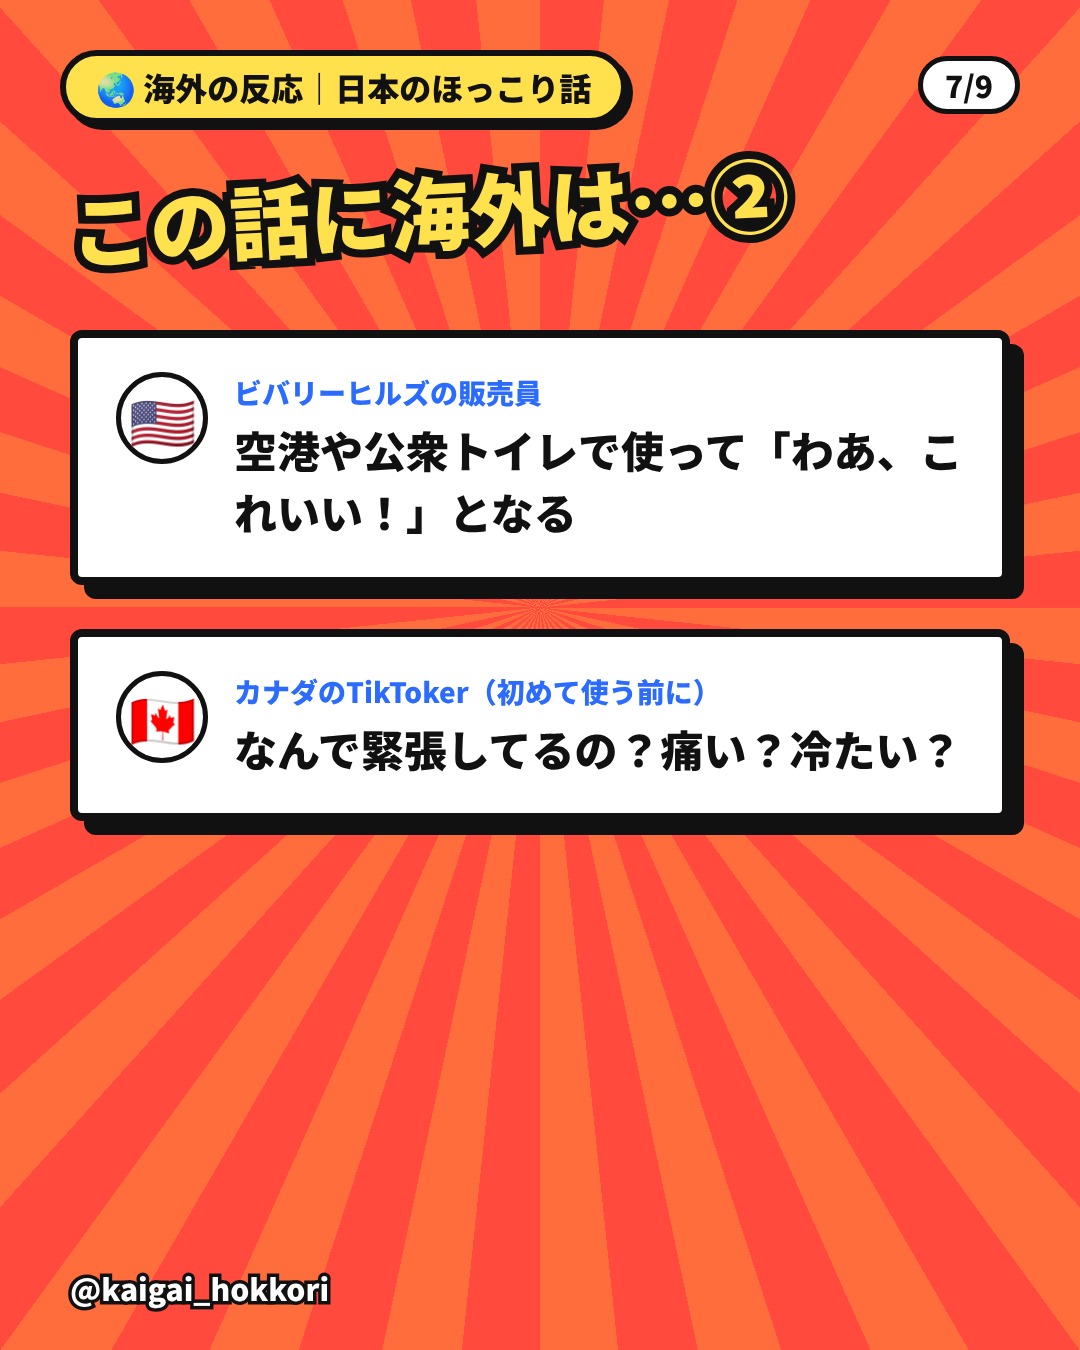 🌏 海外の反応｜日本のほっこり話
7/9
この話に海外は…②
ビバリーヒルズの販売員
空港や公衆トイレで使って「わあ、こ
れいい！」となる
カナダのTikToker（初めて使う前に）
なんで緊張してるの？痛い？冷たい？
@kaigai_hokkori